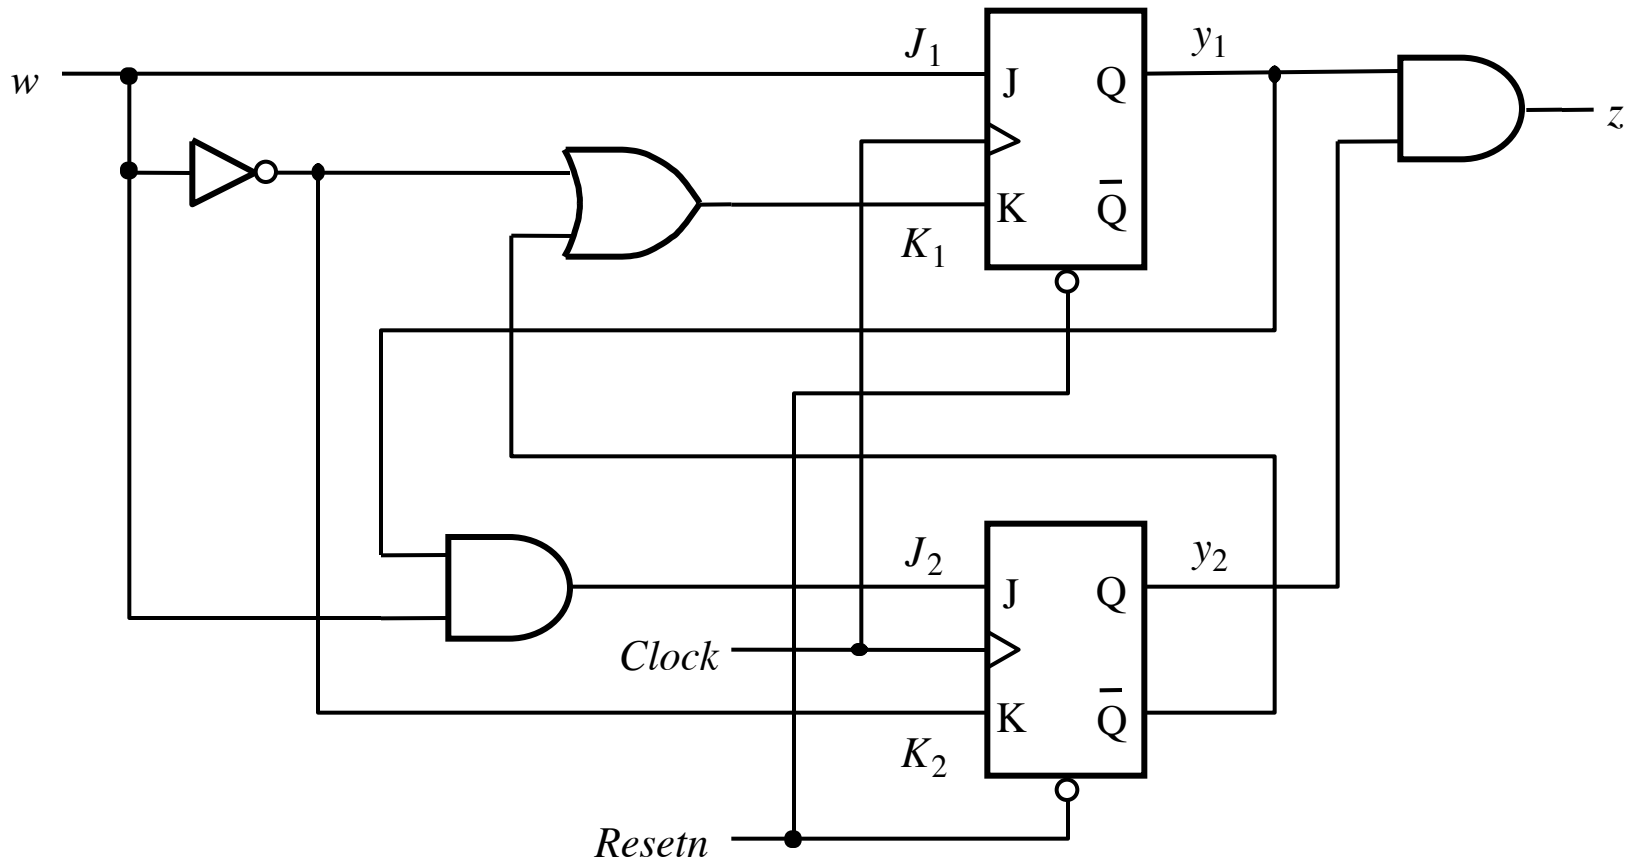 J₁ y₁
w J Q z
K Q̅
K₁
J₂ y₂
J Q
Clock
K Q̅
K₂
Resetn